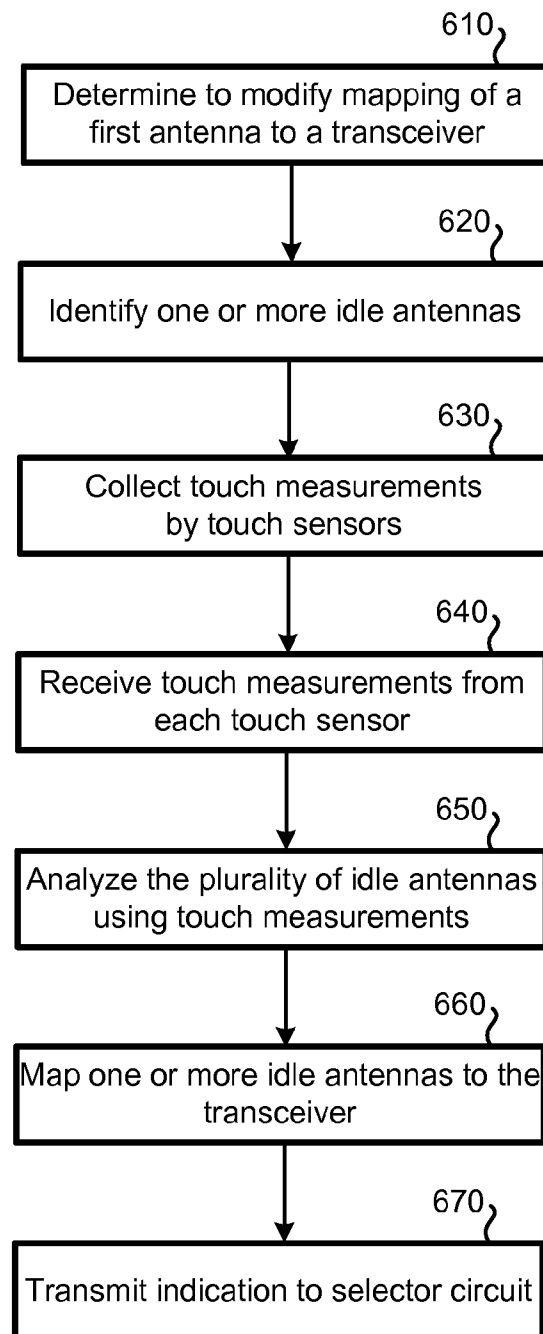 610
Determine to modify mapping of a
first antenna to a transceiver
620
Identify one or more idle antennas
630
Collect touch measurements
by touch sensors
640
Receive touch measurements from
each touch sensor
650
Analyze the plurality of idle antennas
using touch measurements
660
Map one or more idle antennas to the
transceiver
670
Transmit indication to selector circuit